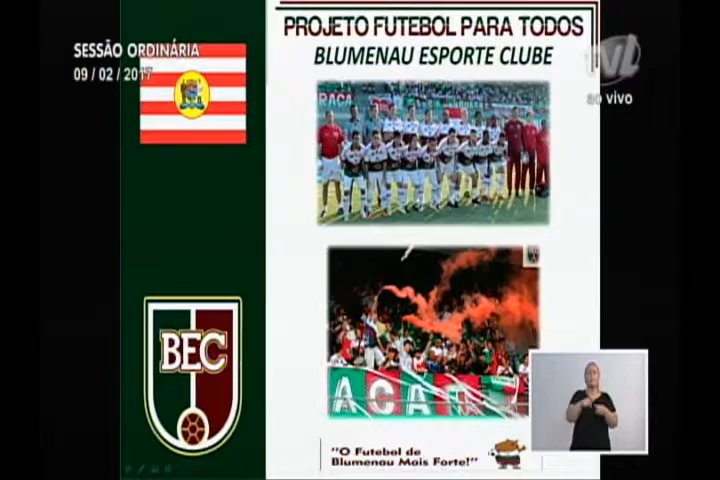 PROJETO FUTEBOL PARA TODOS
BLUMENAU ESPORTE CLUBE
SESSÃO ORDINÁRIA
09 / 02 / 2017
TVL
ao vivo
BEC
"O Futebol de
Blumenau Mais Forte!"